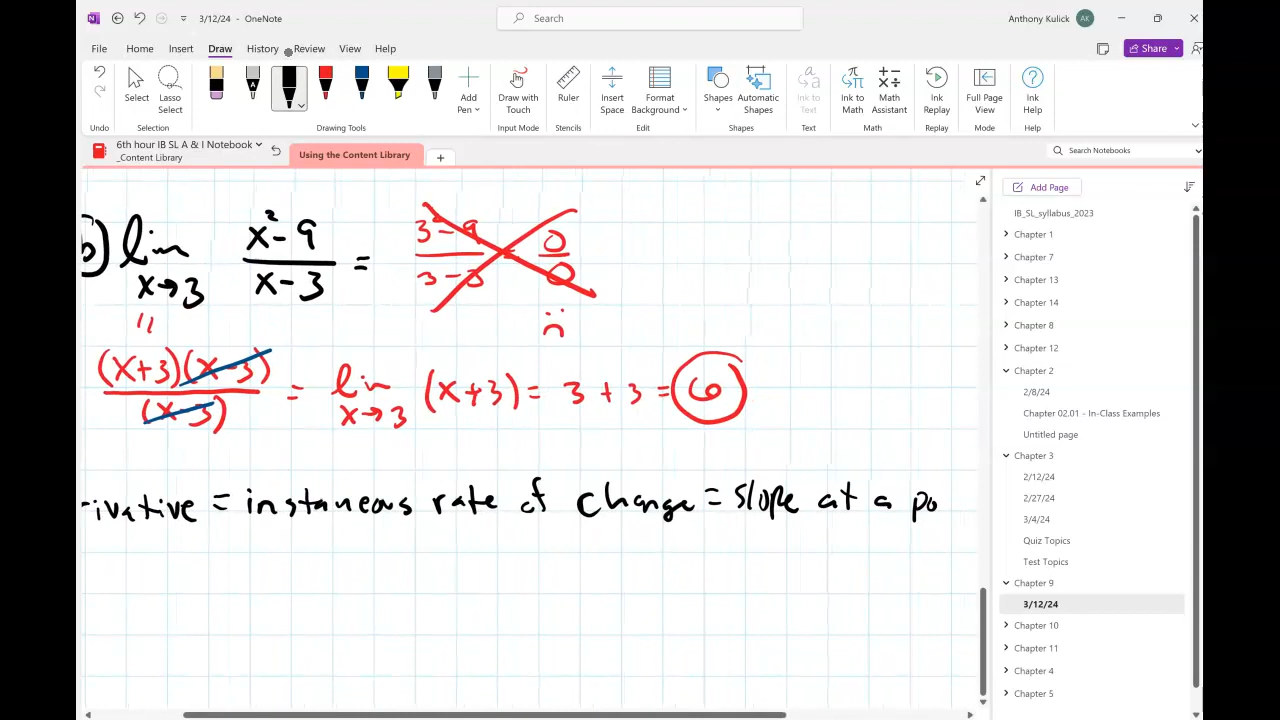 3/12/24 - OneNote
Search
Anthony Kulick
AK
File Home Insert Draw History Review View Help
Share
Select
Lasso Select
Add Pen
Draw with Touch
Ruler
Insert Space
Format Background
Shapes
Automatic Shapes
Ink to Text
Ink to Math
Math Assistant
Ink Replay
Full Page View
Ink Help
Undo Selection Drawing Tools Input Mode Stencils Edit Shapes Text Math Replay Mode Help
6th hour IB SL A & I Notebook
_Content Library
Using the Content Library
+
Search Notebooks
b) lim x→3 x²-9 / x-3 = 3²-9 / 3-3 = 0/0
(x+3)(x-3) / (x-3) = lim x→3 (x+3) = 3 + 3 = 6
rivative = instaneous rate of change = slope at a po
Add Page
IB_SL_syllabus_2023
Chapter 1
Chapter 7
Chapter 13
Chapter 14
Chapter 8
Chapter 12
Chapter 2
2/8/24
Chapter 02.01 - In-Class Examples
Untitled page
Chapter 3
2/12/24
2/27/24
3/4/24
Quiz Topics
Test Topics
Chapter 9
3/12/24
Chapter 10
Chapter 11
Chapter 4
Chapter 5